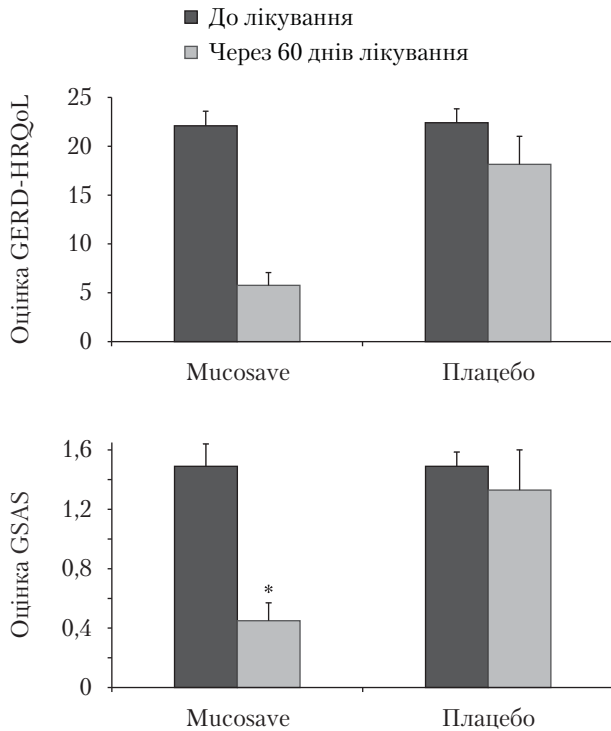 До лікування
Через 60 днів лікування
Оцінка GERD-HRQoL
25
20
15
10
5
0
Mucosave Плацебо
Оцінка GSAS
1,6
1,2
*
0,8
0,4
0
Mucosave Плацебо